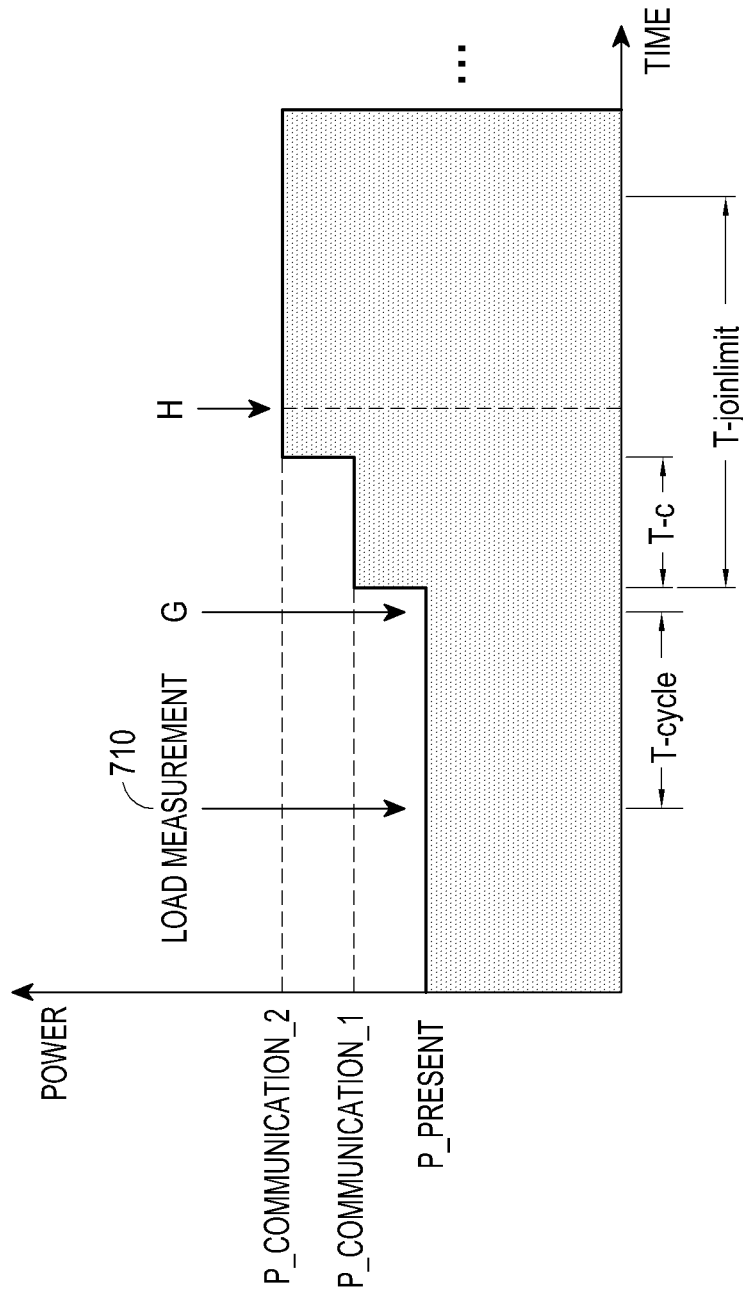 POWER
710
LOAD MEASUREMENT
G
H
P_COMMUNICATION_2
P_COMMUNICATION_1
P_PRESENT
...
TIME
T-cycle
T-c
T-joinlimit